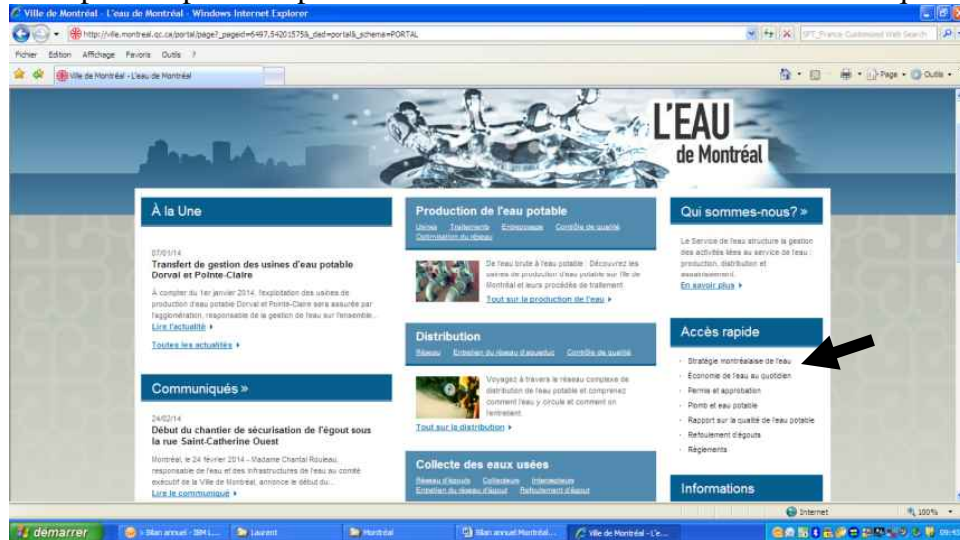 Ville de Montréal - L'eau de Montréal - Windows Internet Explorer
http://ville.montreal.qc.ca/portal/page?_pageid=6497,54201575&_dad=portal&_schema=PORTAL
Fichier Edition Affichage Favoris Outils ?
Ville de Montréal - L'eau de Montréal
Page Outils
L'EAU
de Montréal
À la Une
07/01/14
Transfert de gestion des usines d'eau potable
Dorval et Pointe-Claire
À compter du 1er janvier 2014, l'exploitation des usines de
production d'eau potable Dorval et Pointe-Claire sera assurée par
l'agglomération, responsable de la gestion de l'eau sur l'ensemble...
Lire l'actualité
Toutes les actualités
Communiqués »
24/02/14
Début du chantier de sécurisation de l'égout sous
la rue Saint-Catherine Ouest
Montréal, le 24 février 2014 - Madame Chantal Rouleau,
responsable de l'eau et des infrastructures de l'eau au comité
exécutif de la Ville de Montréal, annonce le début du...
Lire le communiqué
Production de l'eau potable
Usines Traitements Entreposage Contrôle de qualité
Optimisation du réseau
De l'eau brute à l'eau potable : Découvrez les
usines de production d'eau potable sur l'île de
Montréal et leurs procédés de traitement.
Tout sur la production de l'eau
Distribution
Réseau Entretien du réseau d'aqueduc Contrôle de qualité
Voyagez à travers le réseau complexe de
distribution de l'eau potable et comprenez
comment l'eau y circule et comment on
l'entretient.
Tout sur la distribution
Collecte des eaux usées
Réseau d'égouts Collecteurs Intercepteurs
Entretien du réseau d'égout Refoulement d'égout
Qui sommes-nous? »
Le Service de l'eau structure la gestion
des activités liées au service de l'eau :
production, distribution et
assainissement.
En savoir plus
Accès rapide
Stratégie montréalaise de l'eau
Économie de l'eau au quotidien
Permis et approbation
Plomb et eau potable
Rapport sur la qualité de l'eau potable
Refoulement d'égouts
Règlements
Informations
Internet 100%
démarrer Bilan annuel - IBM L... Laurent Montréal Bilan annuel Montréal... Ville de Montréal - L'e... 09:43